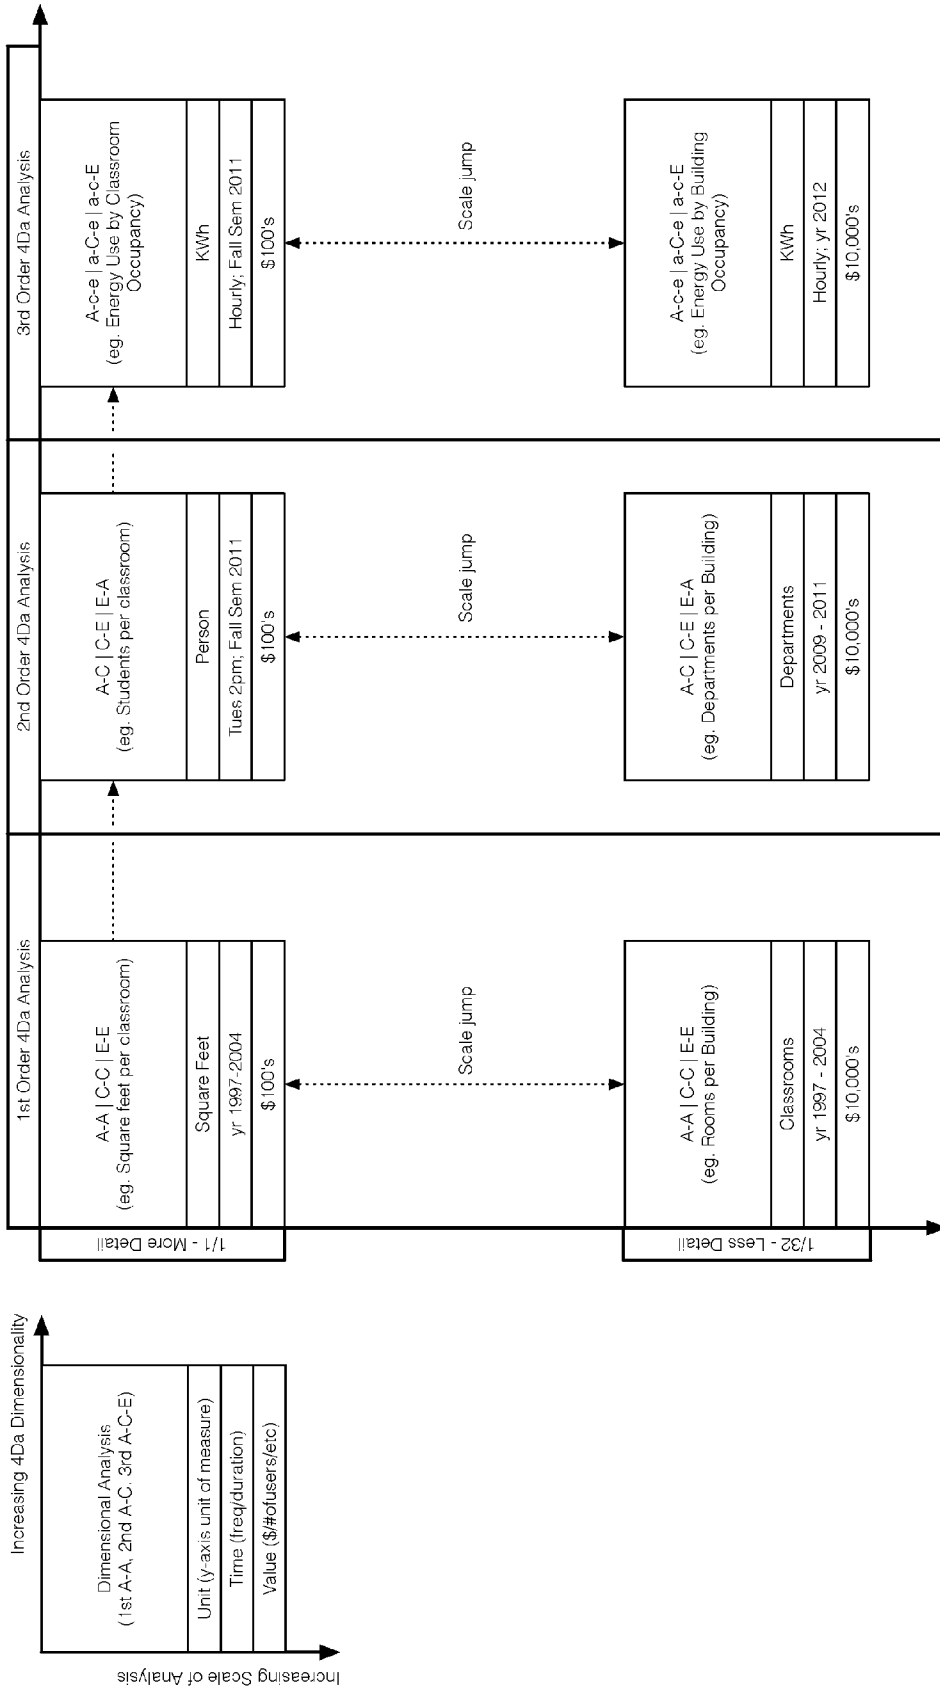 Increasing 4Da Dimensionality
Increasing Scale of Analysis
Dimensional Analysis
(1st A-A, 2nd A-C, 3rd A-C-E)
Unit (y-axis unit of measure)
Time (freq/duration)
Value ($/#ofusers/etc)
1st Order 4Da Analysis
2nd Order 4Da Analysis
3rd Order 4Da Analysis
1/1 - More Detail
A-A | C-C | E-E
(eg. Square feet per classroom)
Square Feet
yr 1997-2004
$100's
A-C | C-E | E-A
(eg. Students per classroom)
Person
Tues 2pm; Fall Sem 2011
$100's
A-c-e | a-C-e | a-c-E
(eg. Energy Use by Classroom
Occupancy)
KWh
Hourly; Fall Sem 2011
$100's
Scale jump
Scale jump
Scale jump
1/32 - Less Detail
A-A | C-C | E-E
(eg. Rooms per Building)
Classrooms
yr 1997 - 2004
$10,000's
A-C | C-E | E-A
(eg. Departments per Building)
Departments
yr 2009 - 2011
$10,000's
A-c-e | a-C-e | a-c-E
(eg. Energy Use by Building
Occupancy)
KWh
Hourly; yr 2012
$10,000's